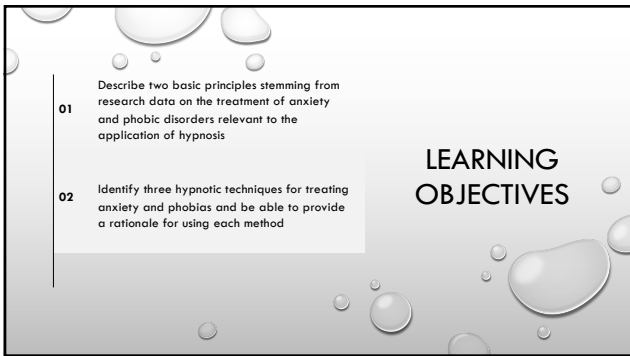 01
Describe two basic principles stemming from
research data on the treatment of anxiety
and phobic disorders relevant to the
application of hypnosis
02
Identify three hypnotic techniques for treating
anxiety and phobias and be able to provide
a rationale for using each method
LEARNING
OBJECTIVES